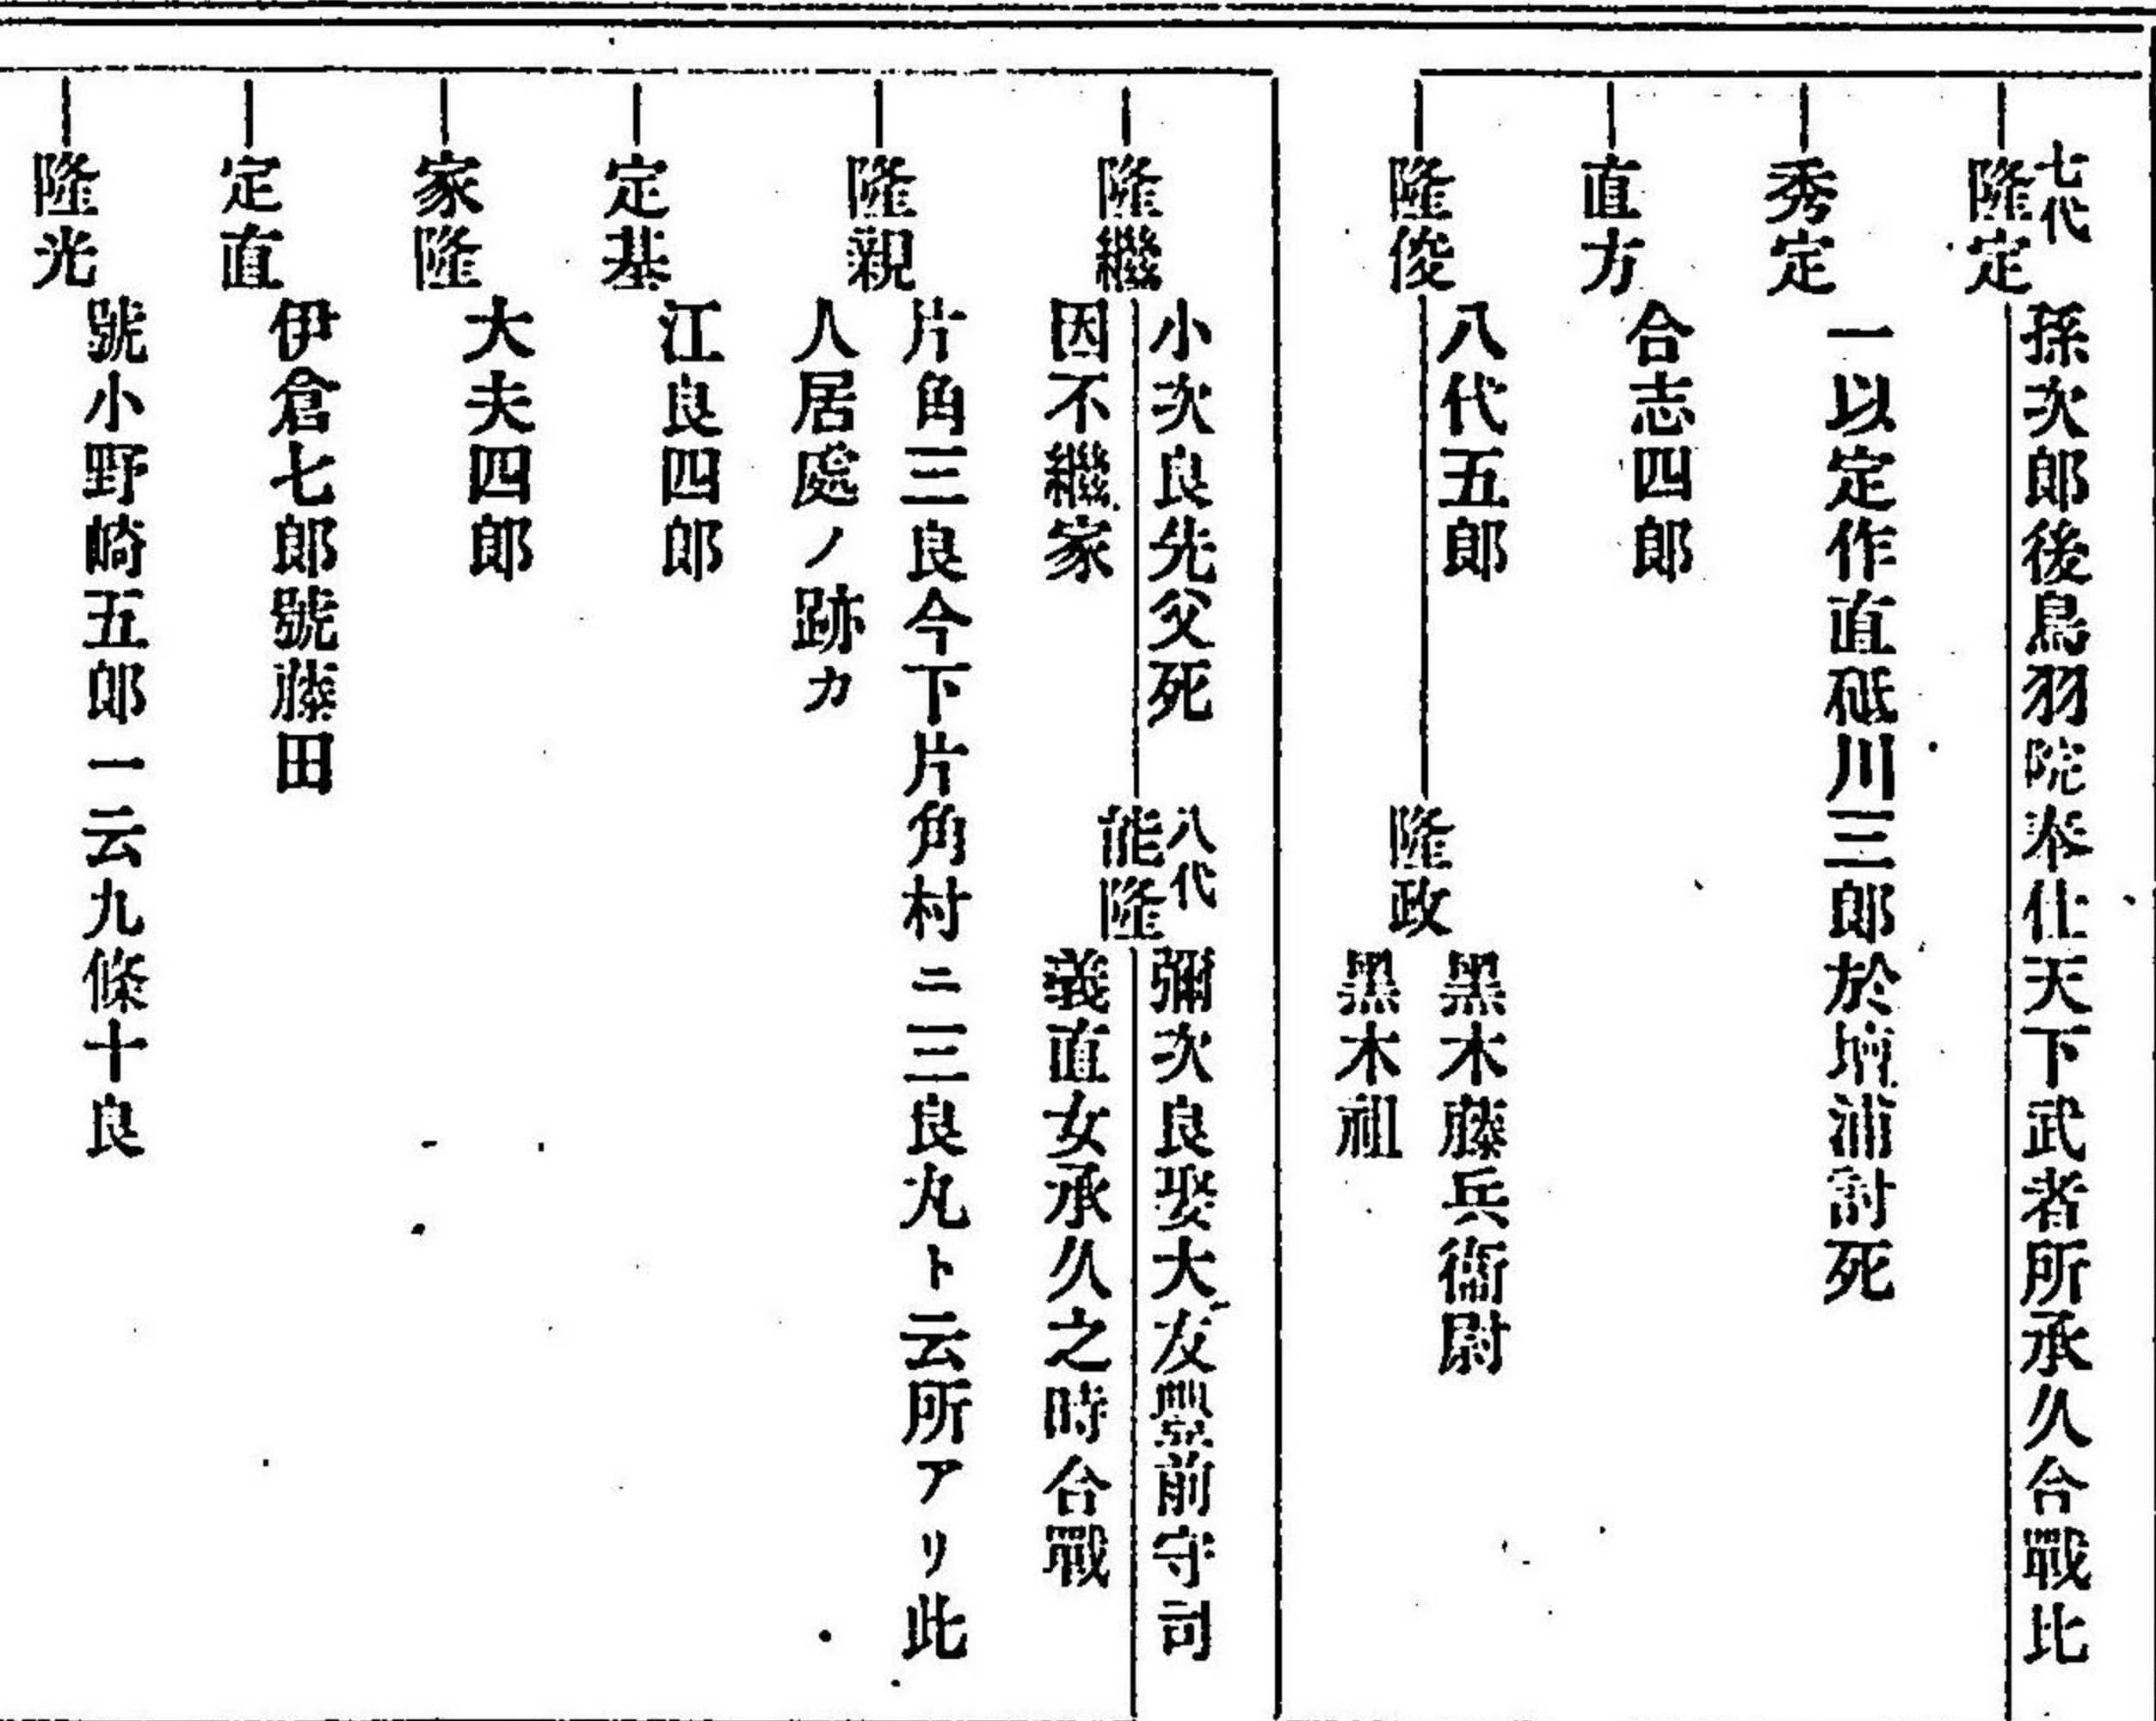 七代
隆定
孫次郎後鳥羽院奉仕天下武者所承久合戰比
秀定
一以定作直砥川三郎於壇浦討死
直方
合志四郎
隆俊
八代五郎
隆政
黑木藤兵衞尉
黑木祖
隆繼
小次良先父死
因不繼家
八代
能隆
彌次良娶大友豐前守司
義直女承久之時合戰
隆親
片角三良今下片角村ニ三良丸ト云所アリ此
人居處ノ跡カ
定基
江良四郎
家隆
大夫四郎
定直
伊倉七郎號藤田
隆光
號小野崎五郎一云九條十良